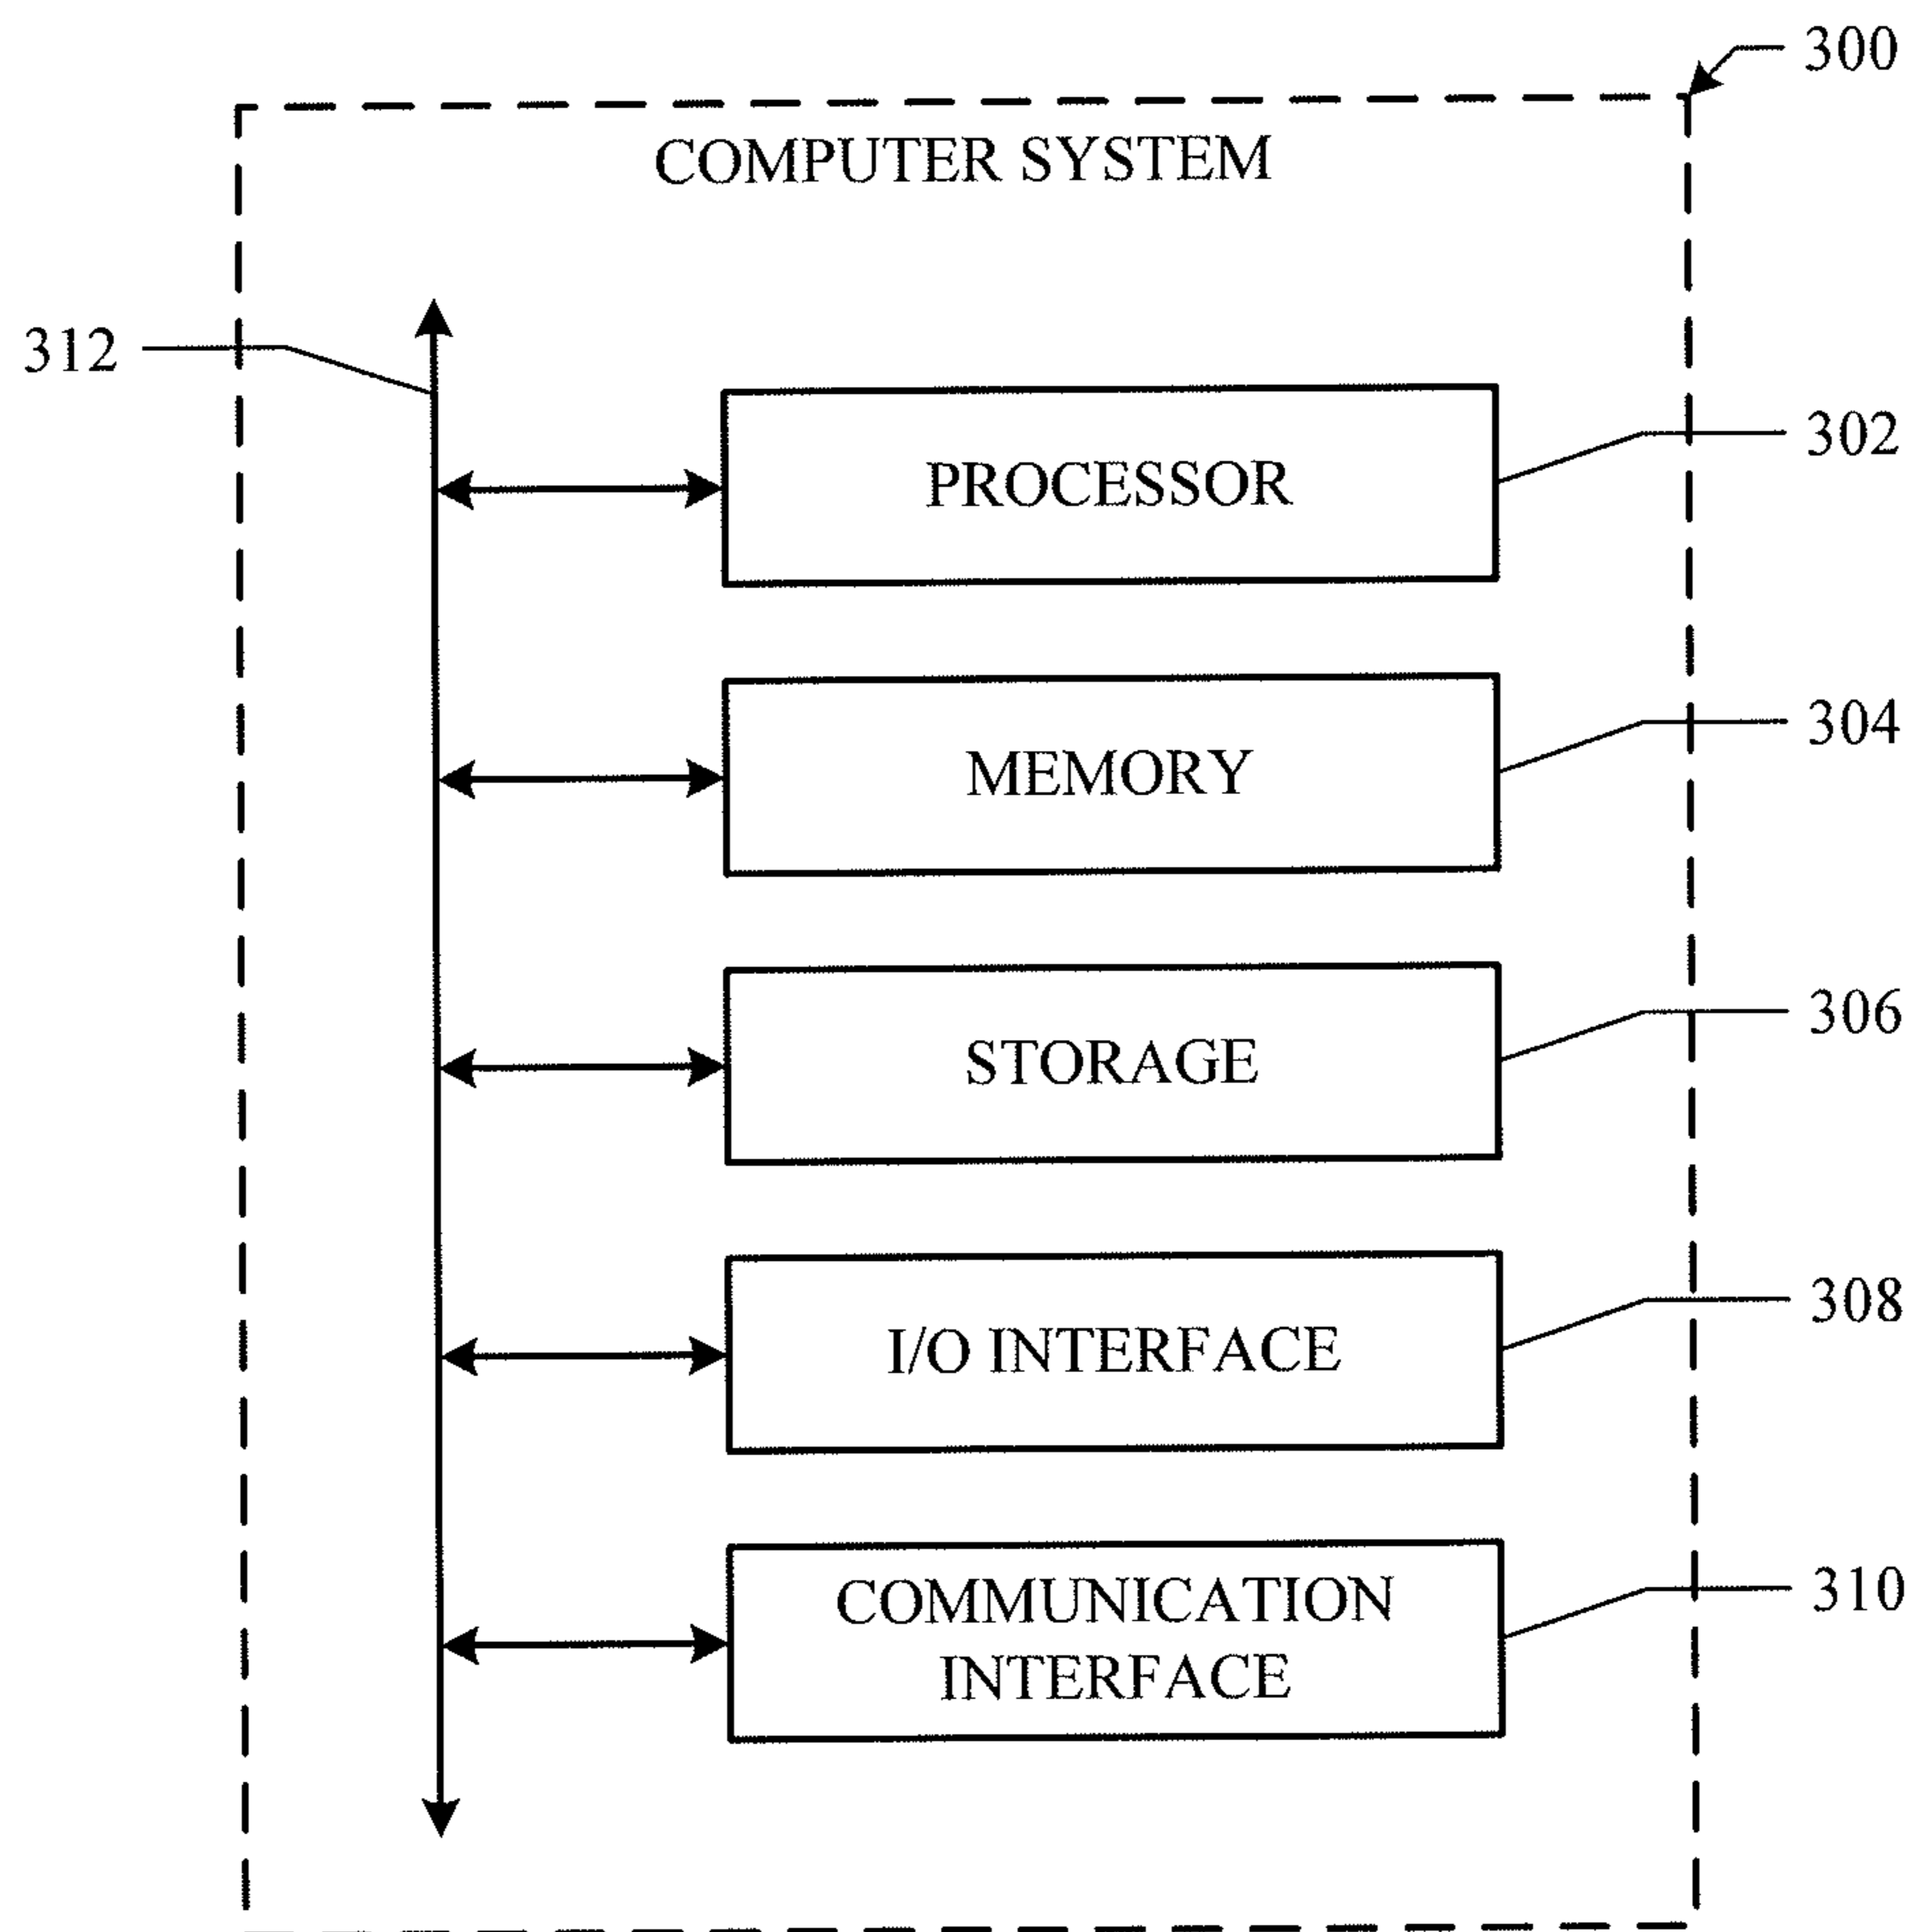 300
COMPUTER SYSTEM
312
302
PROCESSOR
304
MEMORY
306
STORAGE
308
I/O INTERFACE
310
COMMUNICATION
INTERFACE